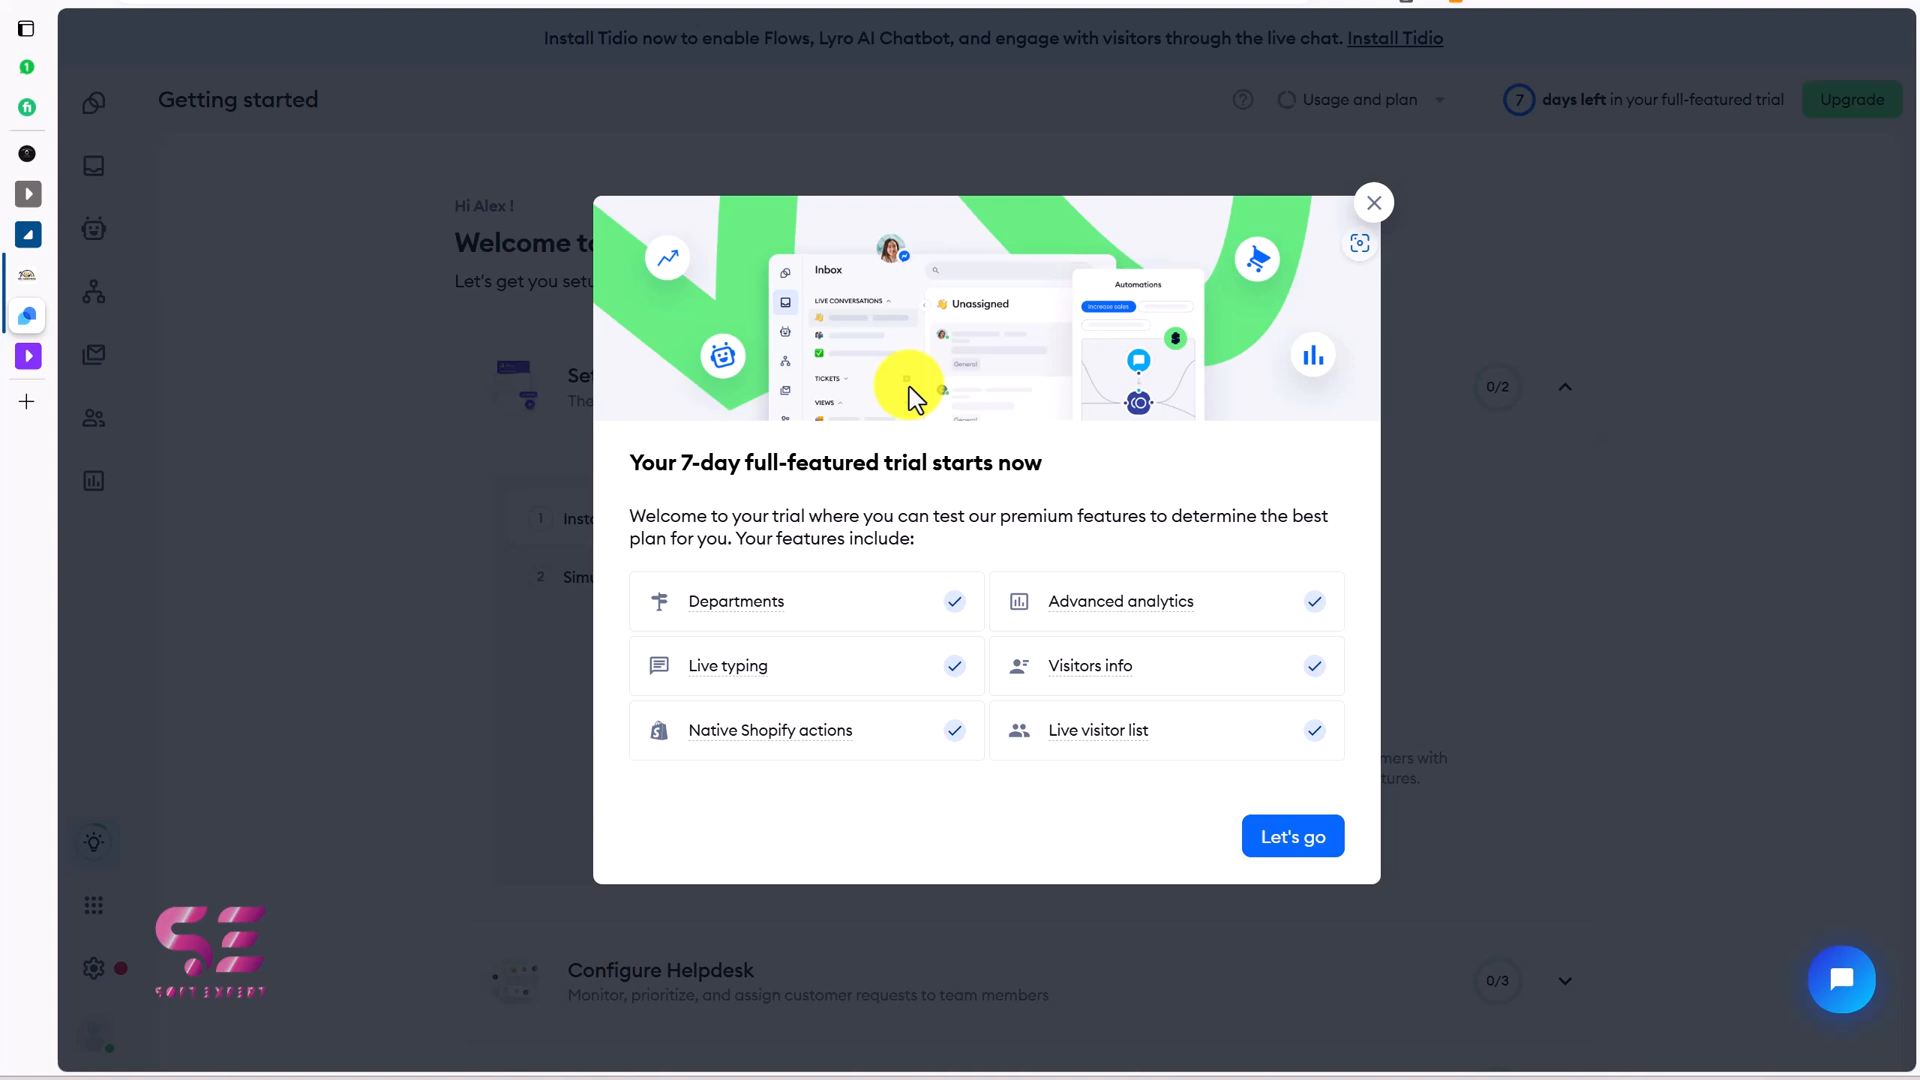 Install Tidio now to enable Flows, Lyro AI Chatbot, and engage with visitors through the live chat. Install Tidio
Getting started
Usage and plan
7 days left in your full-featured trial
Upgrade
Hi Alex !
Welcome to
Let's get you setu
Inbox
LIVE CONVERSATIONS
Unassigned
General
TICKETS
VIEWS
General
Automations
Increase sales
Set
The
0/2
1 Insta
2 Simu
Your 7-day full-featured trial starts now
Welcome to your trial where you can test our premium features to determine the best
plan for you. Your features include:
Departments
Advanced analytics
Live typing
Visitors info
Native Shopify actions
Live visitor list
mers with
tures.
Let's go
SE
SOFT EXPERT
Configure Helpdesk
Monitor, prioritize, and assign customer requests to team members
0/3